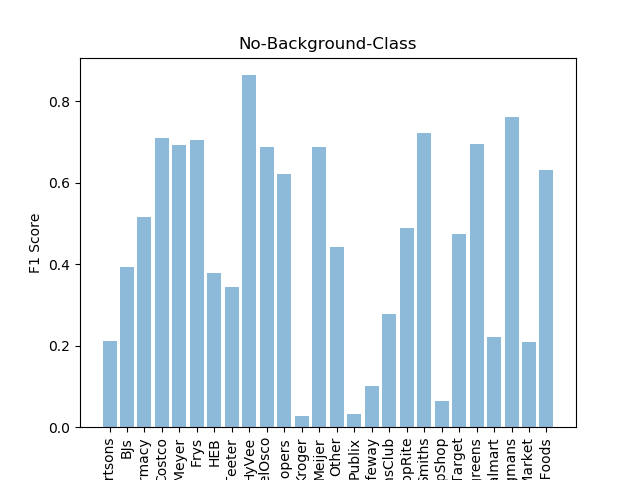 No-Background-Class
F1 Score
0.8
0.6
0.4
0.2
0.0
rtsons
BJs
rmacy
Costco
Meyer
Frys
HEB
Teeter
HyVee
elOsco
opers
Kroger
Meijer
Other
Publix
feway
nsClub
opRite
Smiths
pShop
Target
greens
almart
gmans
Market
Foods